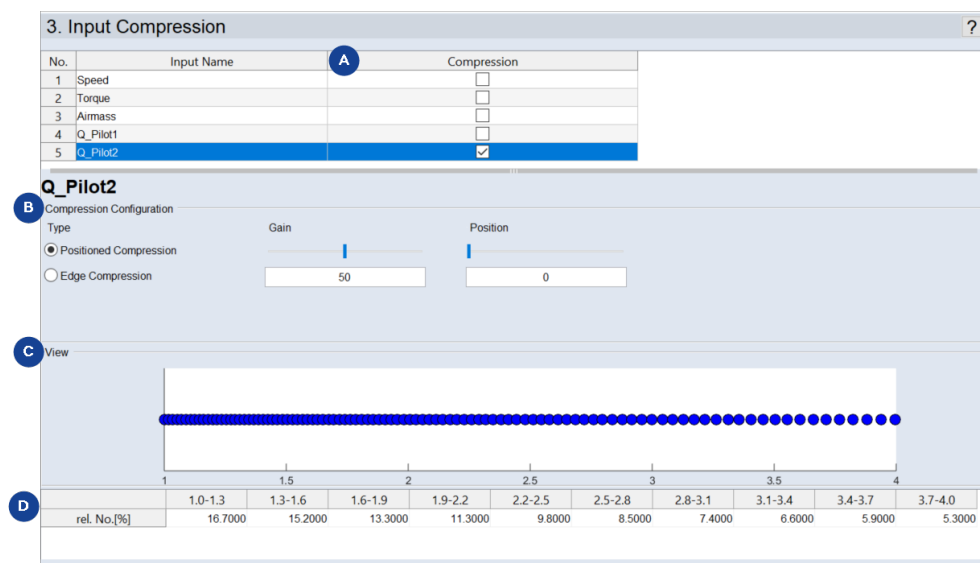 3. Input Compression ?
No. Input Name A Compression
1 Speed
2 Torque
3 Airmass
4 Q_Pilot1
5 Q_Pilot2
Q_Pilot2
B Compression Configuration
Type Gain Position
Positioned Compression
Edge Compression 50 0
C View
1 1.5 2 2.5 3 3.5 4
D 1.0-1.3 1.3-1.6 1.6-1.9 1.9-2.2 2.2-2.5 2.5-2.8 2.8-3.1 3.1-3.4 3.4-3.7 3.7-4.0
rel. No.[%] 16.7000 15.2000 13.3000 11.3000 9.8000 8.5000 7.4000 6.6000 5.9000 5.3000